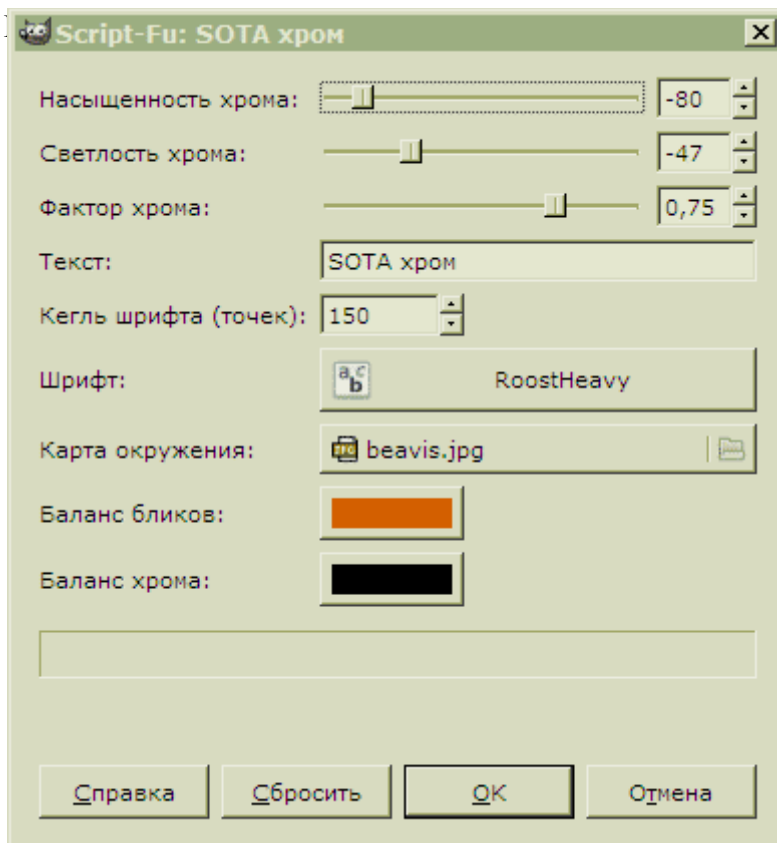 Script-Fu: SOTA хром
Насыщенность хрома: -80
Светлость хрома: -47
Фактор хрома: 0,75
Текст: SOTA хром
Кегль шрифта (точек): 150
Шрифт: RoostHeavy
Карта окружения: beavis.jpg
Баланс бликов:
Баланс хрома:
Справка Сбросить OK Отмена